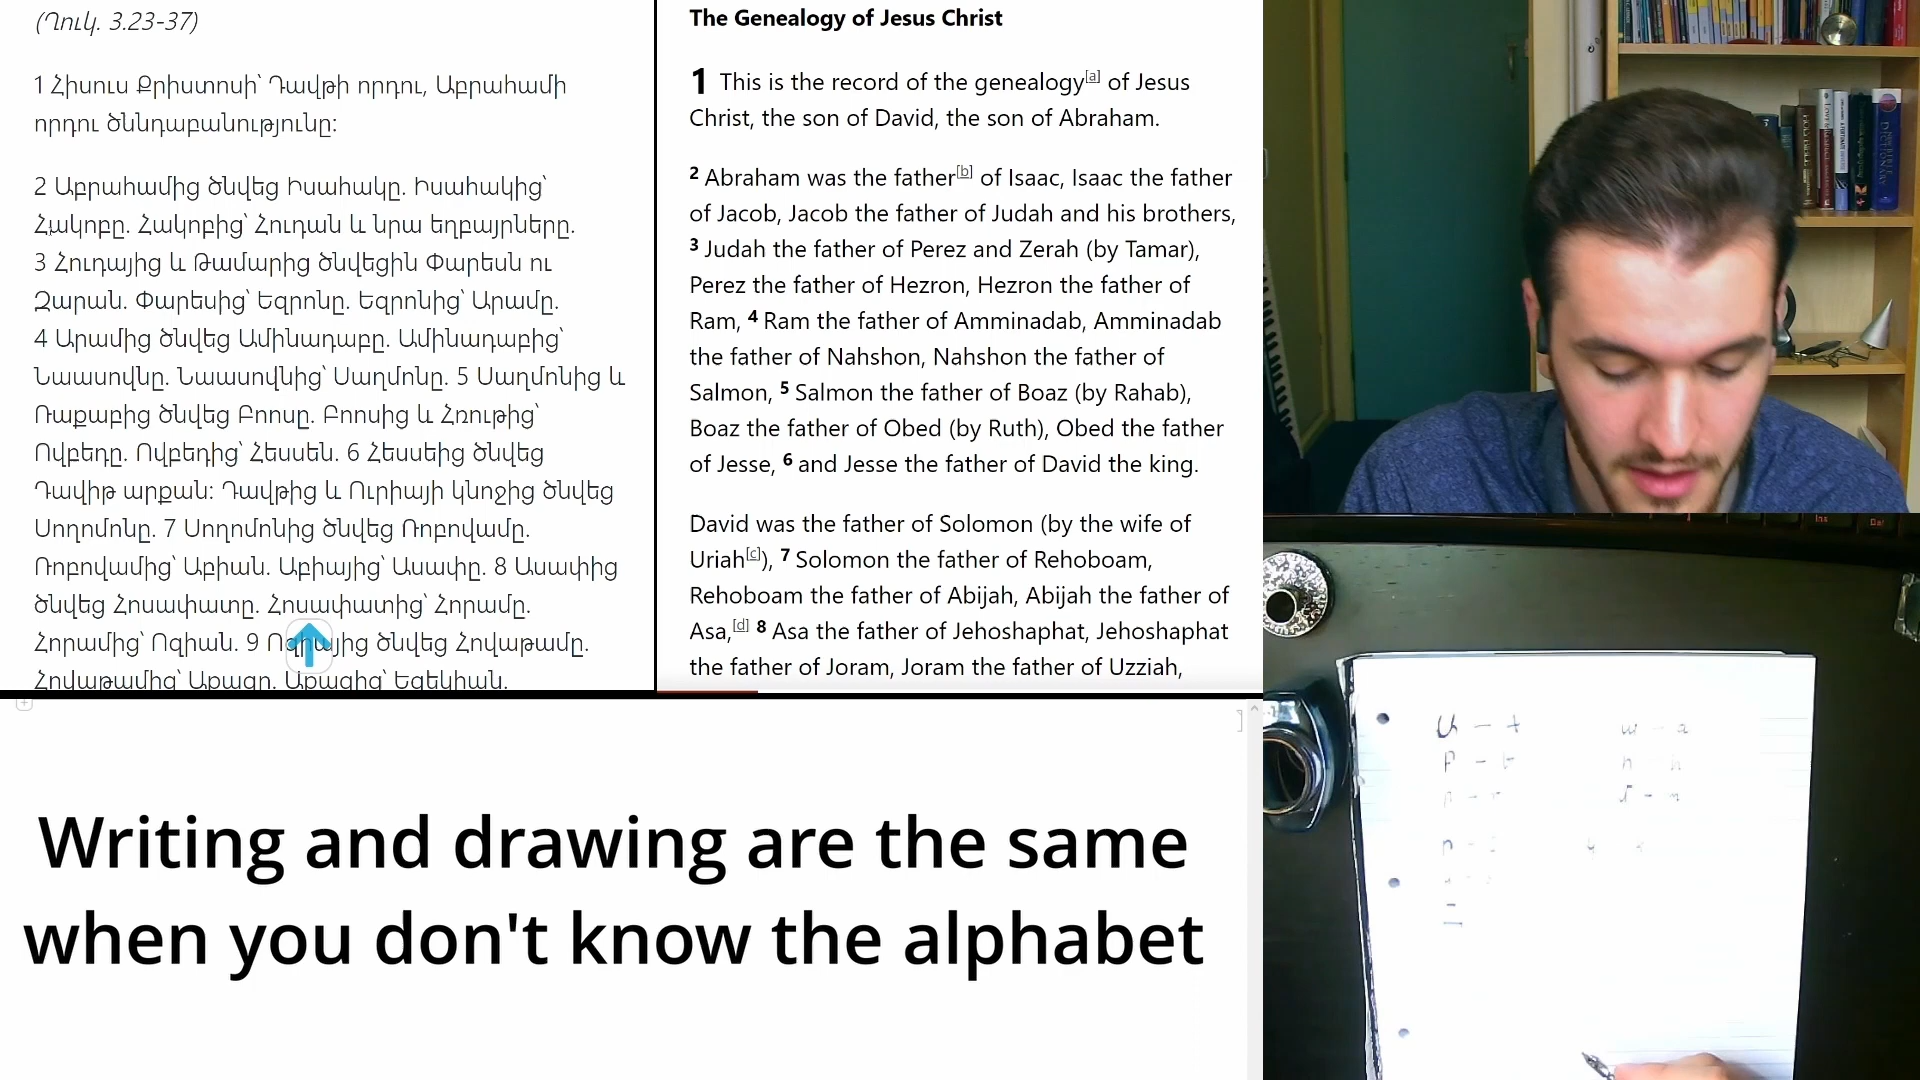 (Ղուկ. 3.23-37)
1 Հիսուս Քրիստոսի՝ Դավթի որդու, Աբրահամի
որդու ծննդաբանությունը:
2 Աբրահամից ծնվեց Իսահակը. Իսահակից՝
Հակոբը. Հակոբից՝ Հուդան և նրա եղբայրները.
3 Հուդայից և Թամարից ծնվեցին Փարեսն ու
Զարան. Փարեսից՝ Եզրոնը. Եզրոնից՝ Արամը.
4 Արամից ծնվեց Ամինադաբը. Ամինադաբից՝
Նաասովնը. Նաասովնից՝ Սաղմոնը. 5 Սաղմոնից և
Ռաքաբից ծնվեց Բոոսը. Բոոսից և Հռութից՝
Ովբեդը. Ովբեդից՝ Հեսսեն. 6 Հեսսեից ծնվեց
Դավիթ արքան: Դավթից և Ուրիայի կնոջից ծնվեց
Սողոմոնը. 7 Սողոմոնից ծնվեց Ռոբովամը.
Ռոբովամից՝ Աբիան. Աբիայից՝ Ասափը. 8 Ասափից
ծնվեց Հոսափատը. Հոսափատից՝ Հորամը.
Հորամից՝ Օզիան. 9 Օզիայից ծնվեց Հովաթամը.
Հովաթամից՝ Աքազը. Աքազից՝ Եզեկիան.
The Genealogy of Jesus Christ
1 This is the record of the genealogy[a] of Jesus
Christ, the son of David, the son of Abraham.
2 Abraham was the father[b] of Isaac, Isaac the father
of Jacob, Jacob the father of Judah and his brothers,
3 Judah the father of Perez and Zerah (by Tamar),
Perez the father of Hezron, Hezron the father of
Ram, 4 Ram the father of Amminadab, Amminadab
the father of Nahshon, Nahshon the father of
Salmon, 5 Salmon the father of Boaz (by Rahab),
Boaz the father of Obed (by Ruth), Obed the father
of Jesse, 6 and Jesse the father of David the king.
David was the father of Solomon (by the wife of
Uriah[c]), 7 Solomon the father of Rehoboam,
Rehoboam the father of Abijah, Abijah the father of
Asa,[d] 8 Asa the father of Jehoshaphat, Jehoshaphat
the father of Joram, Joram the father of Uzziah,
Writing and drawing are the same
when you don't know the alphabet